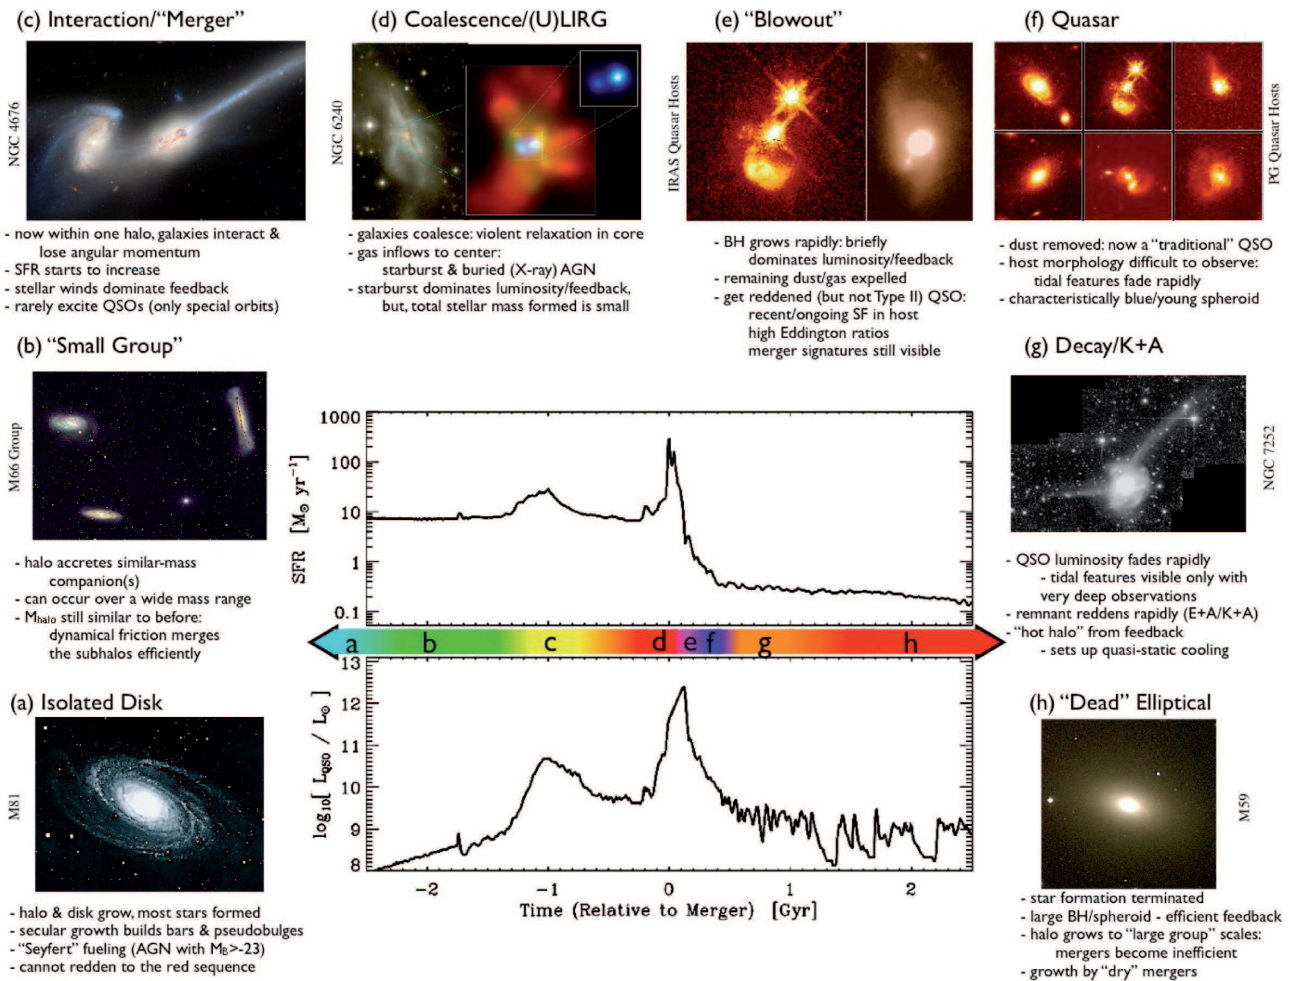 (c) Interaction/“Merger”
NGC 4676
- now within one halo, galaxies interact &
lose angular momentum
- SFR starts to increase
- stellar winds dominate feedback
- rarely excite QSOs (only special orbits)
(d) Coalescence/(U)LIRG
NGC 6240
- galaxies coalesce: violent relaxation in core
- gas inflows to center:
starburst & buried (X-ray) AGN
- starburst dominates luminosity/feedback,
but, total stellar mass formed is small
(e) “Blowout”
IRAS Quasar Hosts
- BH grows rapidly: briefly
dominates luminosity/feedback
- remaining dust/gas expelled
- get reddened (but not Type II) QSO:
recent/ongoing SF in host
high Eddington ratios
merger signatures still visible
(f) Quasar
PG Quasar Hosts
- dust removed: now a “traditional” QSO
- host morphology difficult to observe:
tidal features fade rapidly
- characteristically blue/young spheroid
(b) “Small Group”
M66 Group
- halo accretes similar-mass
companion(s)
- can occur over a wide mass range
- Mhalo still similar to before:
dynamical friction merges
the subhalos efficiently
(g) Decay/K+A
NGC 7252
- QSO luminosity fades rapidly
- tidal features visible only with
very deep observations
- remnant reddens rapidly (E+A/K+A)
- “hot halo” from feedback
- sets up quasi-static cooling
(a) Isolated Disk
M81
- halo & disk grow, most stars formed
- secular growth builds bars & pseudobulges
- “Seyfert” fueling (AGN with MB>-23)
- cannot redden to the red sequence
(h) “Dead” Elliptical
M59
- star formation terminated
- large BH/spheroid - efficient feedback
- halo grows to “large group” scales:
mergers become inefficient
- growth by “dry” mergers
SFR [M⊙ yr⁻¹]
1000
100
10
1
0.1
a b c d e f g h
log10[ LQSO / L⊙ ]
13
12
11
10
9
8
-2 -1 0 1 2
Time (Relative to Merger) [Gyr]